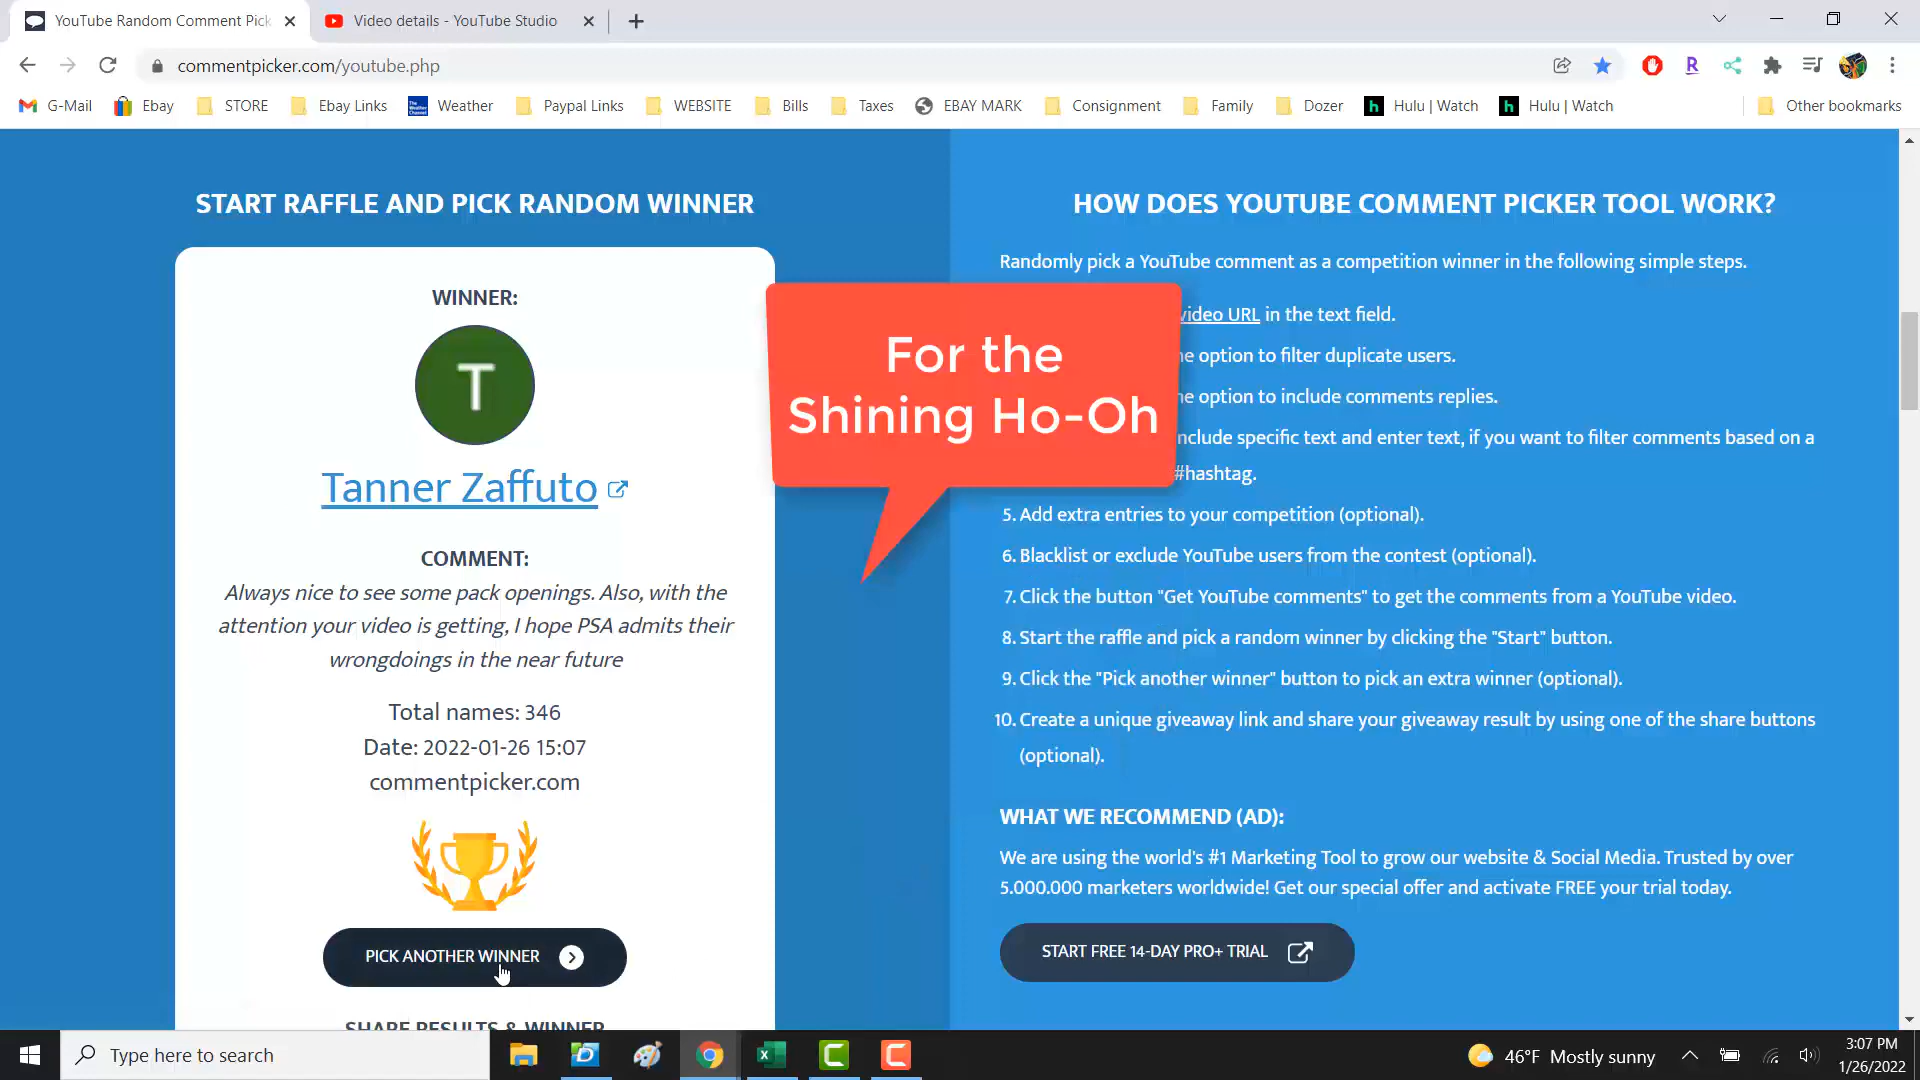 YouTube Random Comment Pick
Video details - YouTube Studio
commentpicker.com/youtube.php
G-Mail
Ebay
STORE
Ebay Links
Weather
Paypal Links
WEBSITE
Bills
Taxes
EBAY MARK
Consignment
Family
Dozer
Hulu | Watch
Hulu | Watch
Other bookmarks
START RAFFLE AND PICK RANDOM WINNER
WINNER:
T
Tanner Zaffuto
COMMENT:
Always nice to see some pack openings. Also, with the
attention your video is getting, I hope PSA admits their
wrongdoings in the near future
Total names: 346
Date: 2022-01-26 15:07
commentpicker.com
PICK ANOTHER WINNER
SHARE RESULTS & WINNER
For the
Shining Ho-Oh
HOW DOES YOUTUBE COMMENT PICKER TOOL WORK?
Randomly pick a YouTube comment as a competition winner in the following simple steps.
video URL in the text field.
option to filter duplicate users.
option to include comments replies.
include specific text and enter text, if you want to filter comments based on a
#hashtag.
5. Add extra entries to your competition (optional).
6. Blacklist or exclude YouTube users from the contest (optional).
7. Click the button "Get YouTube comments" to get the comments from a YouTube video.
8. Start the raffle and pick a random winner by clicking the "Start" button.
9. Click the "Pick another winner" button to pick an extra winner (optional).
10. Create a unique giveaway link and share your giveaway result by using one of the share buttons
(optional).
WHAT WE RECOMMEND (AD):
We are using the world's #1 Marketing Tool to grow our website & Social Media. Trusted by over
5.000.000 marketers worldwide! Get our special offer and activate FREE your trial today.
START FREE 14-DAY PRO+ TRIAL
Type here to search
46°F Mostly sunny
3:07 PM
1/26/2022